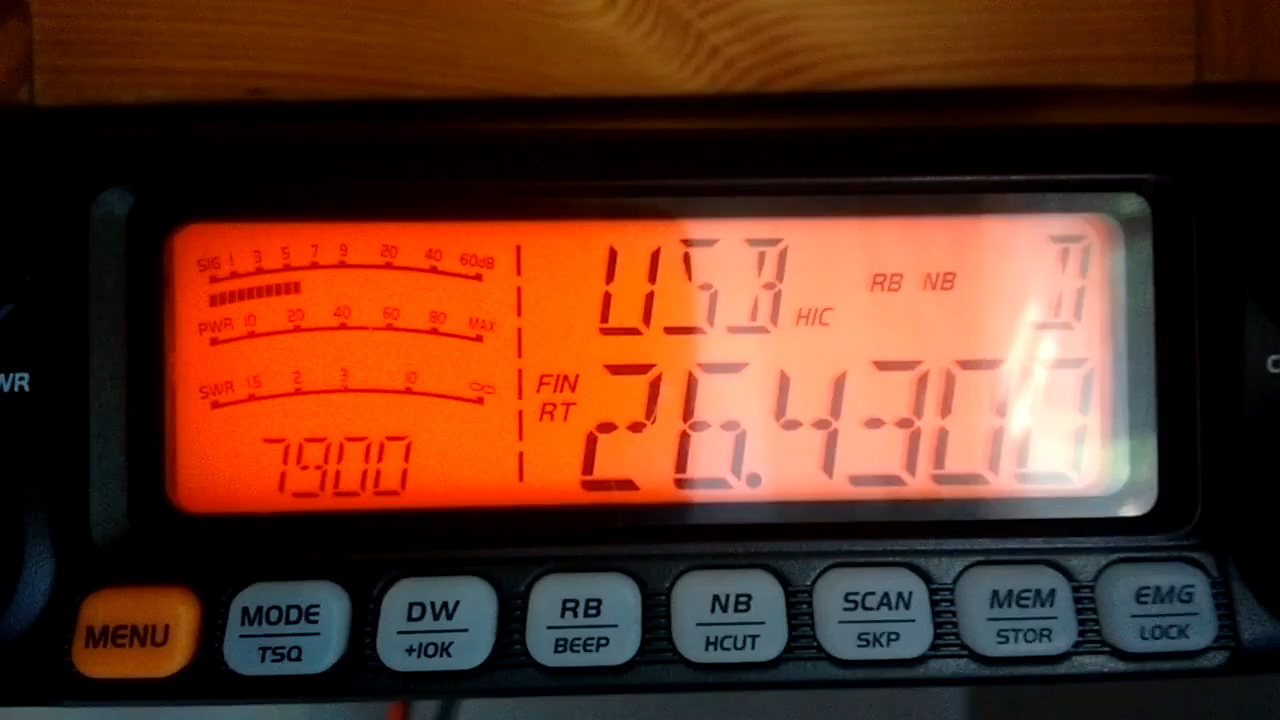 SIG 1 3 5 7 9 20 40 60dB
PWR 10 20 40 60 80 MAX
SWR 1.5 2 3 10 ∞
7900
USB HIC RB NB D
FIN
RT
26.4300
WR
MENU
MODE
TSQ
DW
+10K
RB
BEEP
NB
HCUT
SCAN
SKP
MEM
STOR
EMG
LOCK